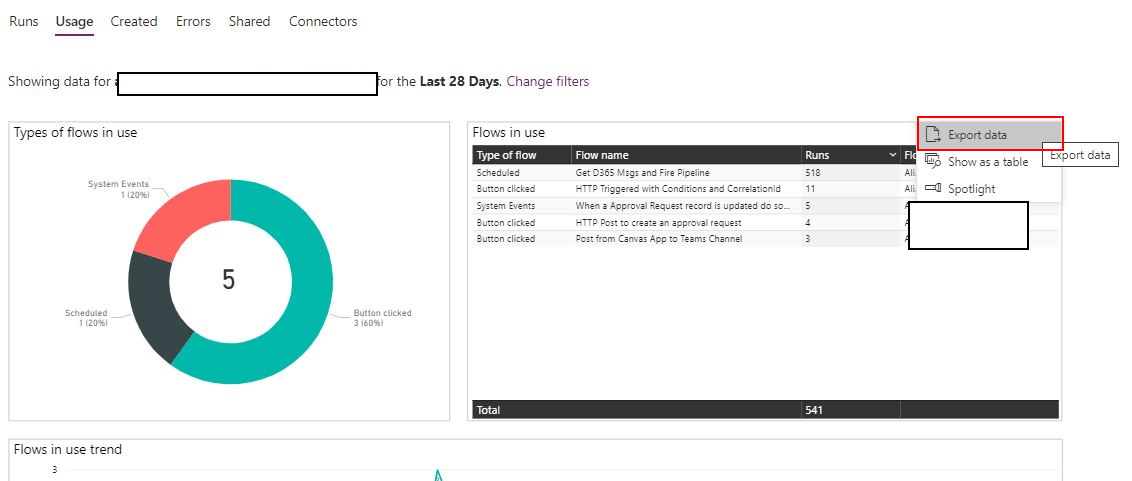 Runs Usage Created Errors Shared Connectors
Showing data for for the Last 28 Days. Change filters
Types of flows in use
System Events
1 (20%)
Scheduled
1 (20%)
5
Button clicked
3 (60%)
Flows in use
Type of flow Flow name Runs
Scheduled Get D365 Msgs and Fire Pipeline 518
Button clicked HTTP Triggered with Conditions and CorrelationId 11
System Events When a Approval Request record is updated do so... 5
Button clicked HTTP Post to create an approval request 4
Button clicked Post from Canvas App to Teams Channel 3
Total 541
Export data
Show as a table
Spotlight
Export data
Flows in use trend
3